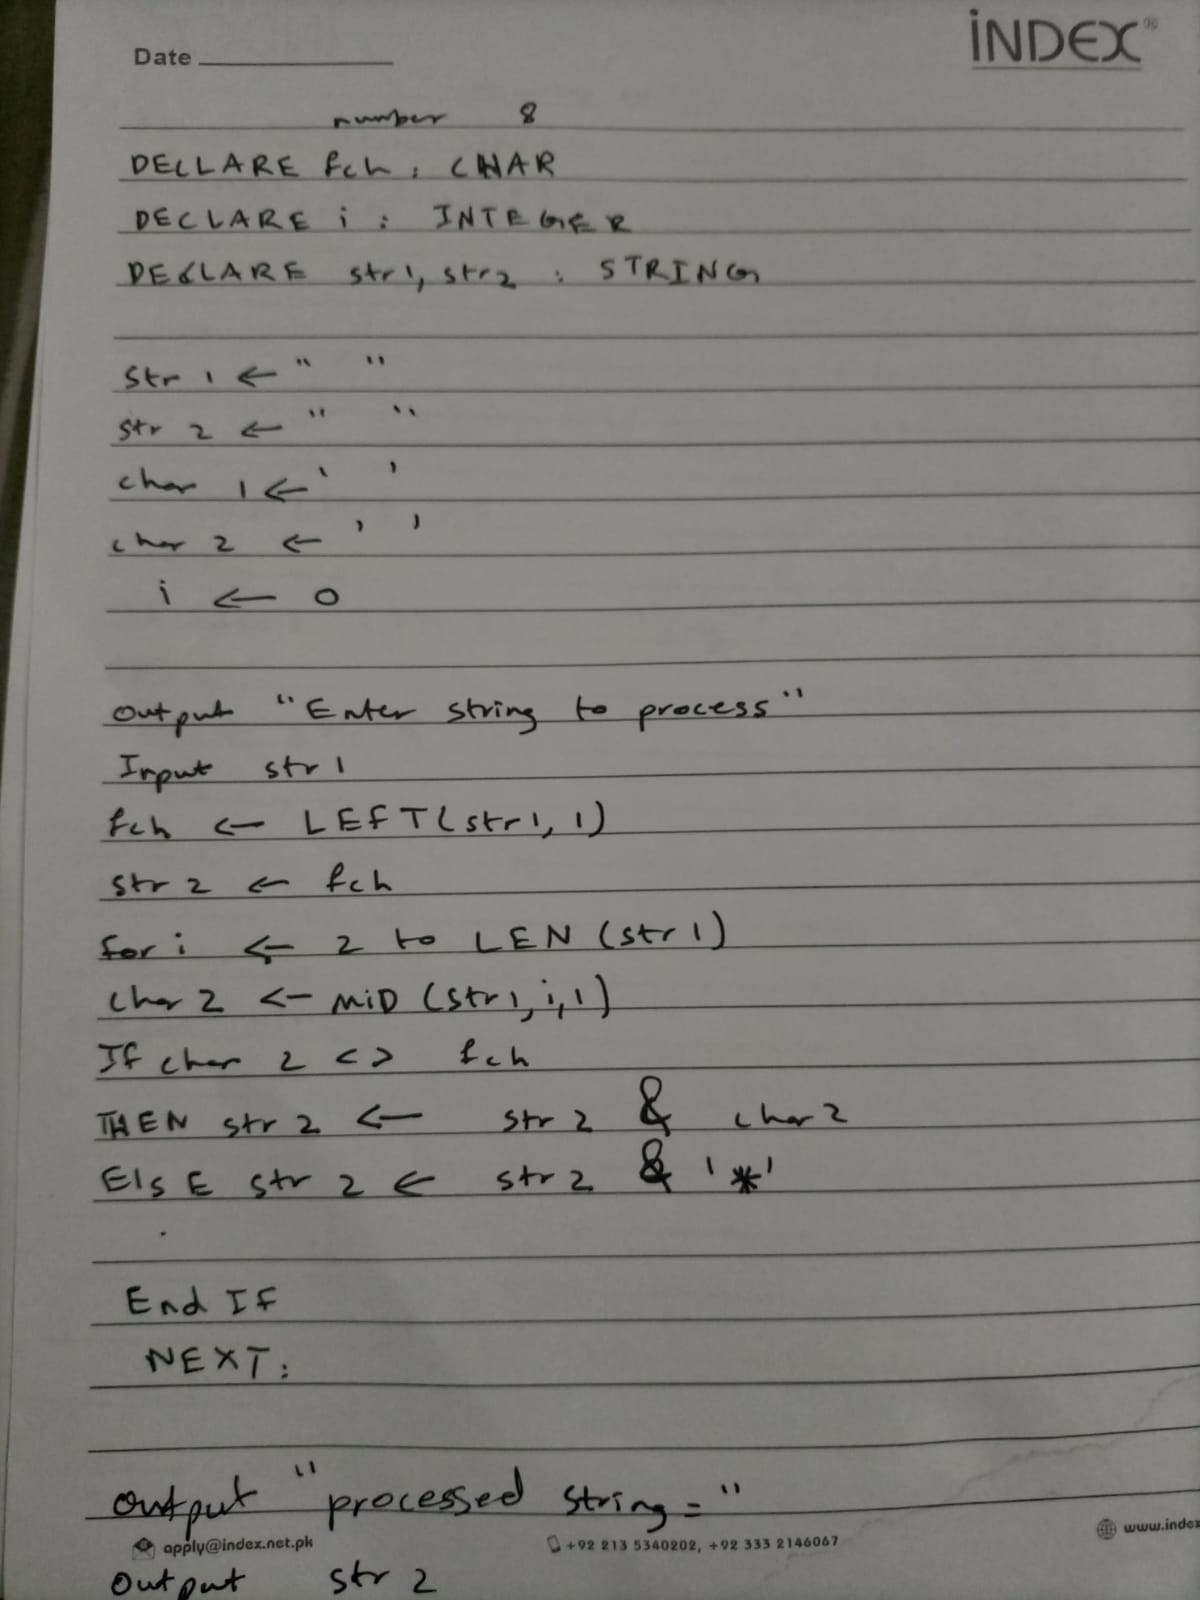 Date
INDEX®
number 8
DECLARE fch : CHAR
DECLARE i : INTEGER
DECLARE str1, str2 : STRING
str 1 ← " "
str 2 ← " "
char 1 ← ' '
char 2 ← ' '
i ← 0
Output "Enter string to process"
Input str1
fch ← LEFT(str1, 1)
str 2 ← fch
for i ← 2 to LEN (str1)
char 2 ← MiD (str1, i, 1)
If char 2 <> fch
THEN str 2 ← str 2 & char 2
ElsE str 2 ← str 2 & '*'
End IF
NEXT :
Output "processed string = "
apply@index.net.pk +92 213 5340202, +92 333 2146067 www.index
Output str 2